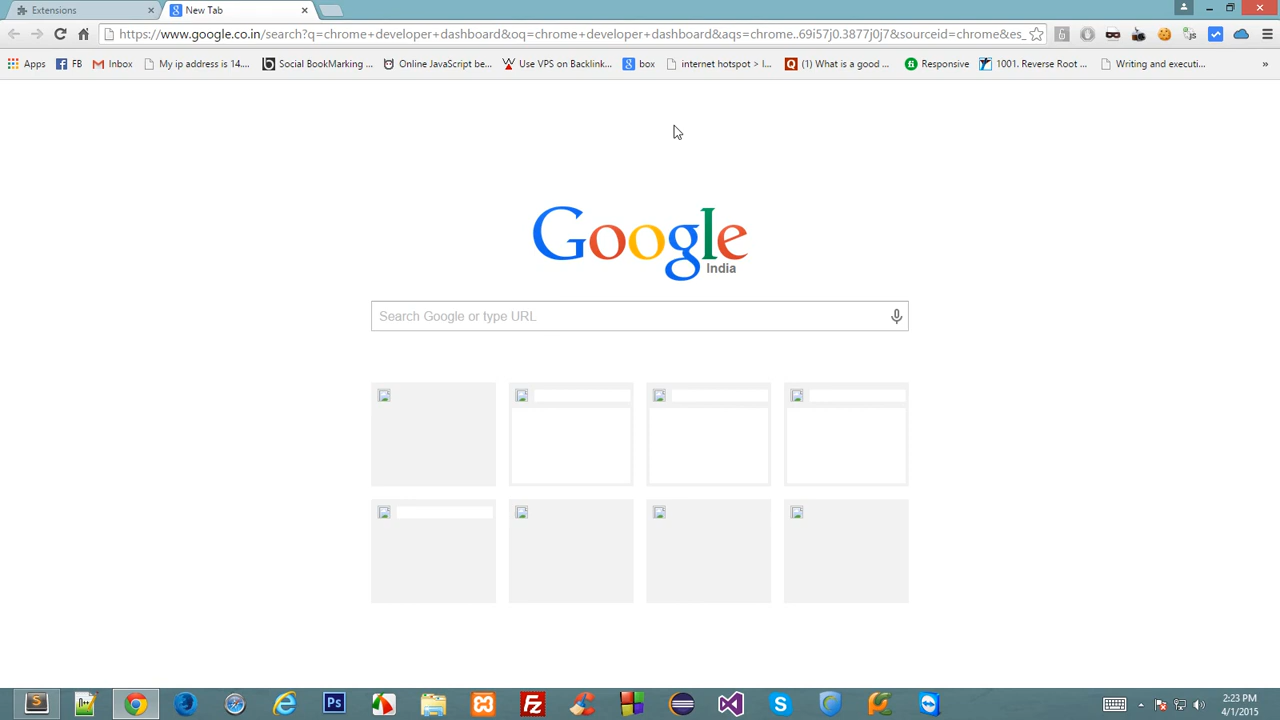 Extensions
New Tab
https://www.google.co.in/search?q=chrome+developer+dashboard&oq=chrome+developer+dashboard&aqs=chrome..69i57j0.3877j0j7&sourceid=chrome&es_
Apps FB Inbox My ip address is 14.... Social BookMarking ... Online JavaScript be... Use VPS on Backlink... box internet hotspot > I... (1) What is a good ... Responsive 1001. Reverse Root ... Writing and executi... »
Google
India
Search Google or type URL
2:23 PM
4/1/2015